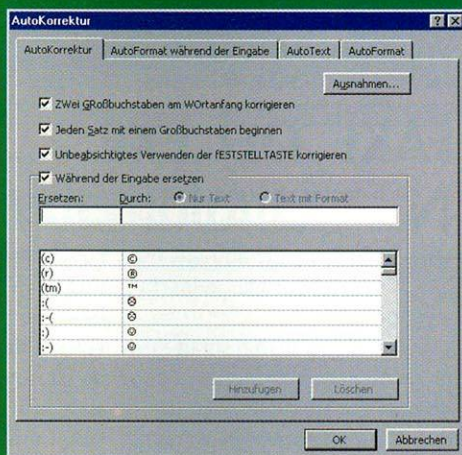 AutoKorrektur
AutoKorrektur AutoFormat während der Eingabe AutoText AutoFormat
Ausnahmen...
ZWei GRoßbuchstaben am WOrtanfang korrigieren
Jeden Satz mit einem Großbuchstaben beginnen
Unbeabsichtigtes Verwenden der fESTSTELLTASTE korrigieren
Während der Eingabe ersetzen
Ersetzen: Durch: Nur Text Text mit Format
(c) ©
(r) ®
(tm) ™
:( ☹
:-( ☹
:) ☺
:-) ☺
Hinzufügen Löschen
OK Abbrechen